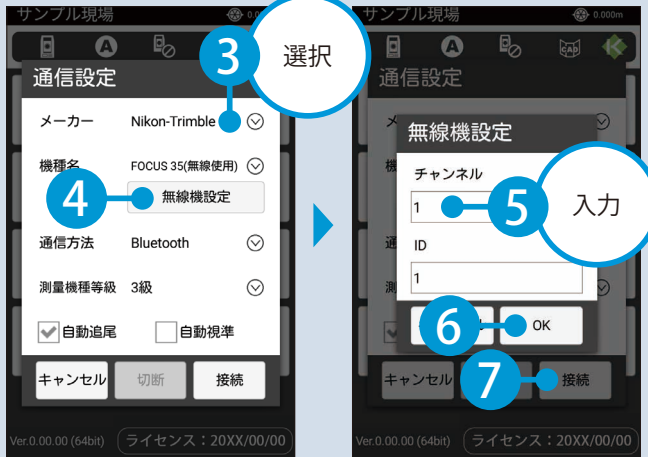 サンプル現場
A
3
選択
通信設定
メーカー Nikon-Trimble
機種名 FOCUS 35(無線使用)
4 無線機設定
通信方法 Bluetooth
測量機種等級 3級
自動追尾 自動視準
キャンセル 切断 接続
Ver.0.00.00 (64bit) ライセンス：20XX/00/00
サンプル現場 0.000m
A CAD
通信設定
無線機設定
チャンネル
1
5 入力
ID
1
6 OK
キャンセル 7 接続
Ver.0.00.00 (64bit) ライセンス：20XX/00/00